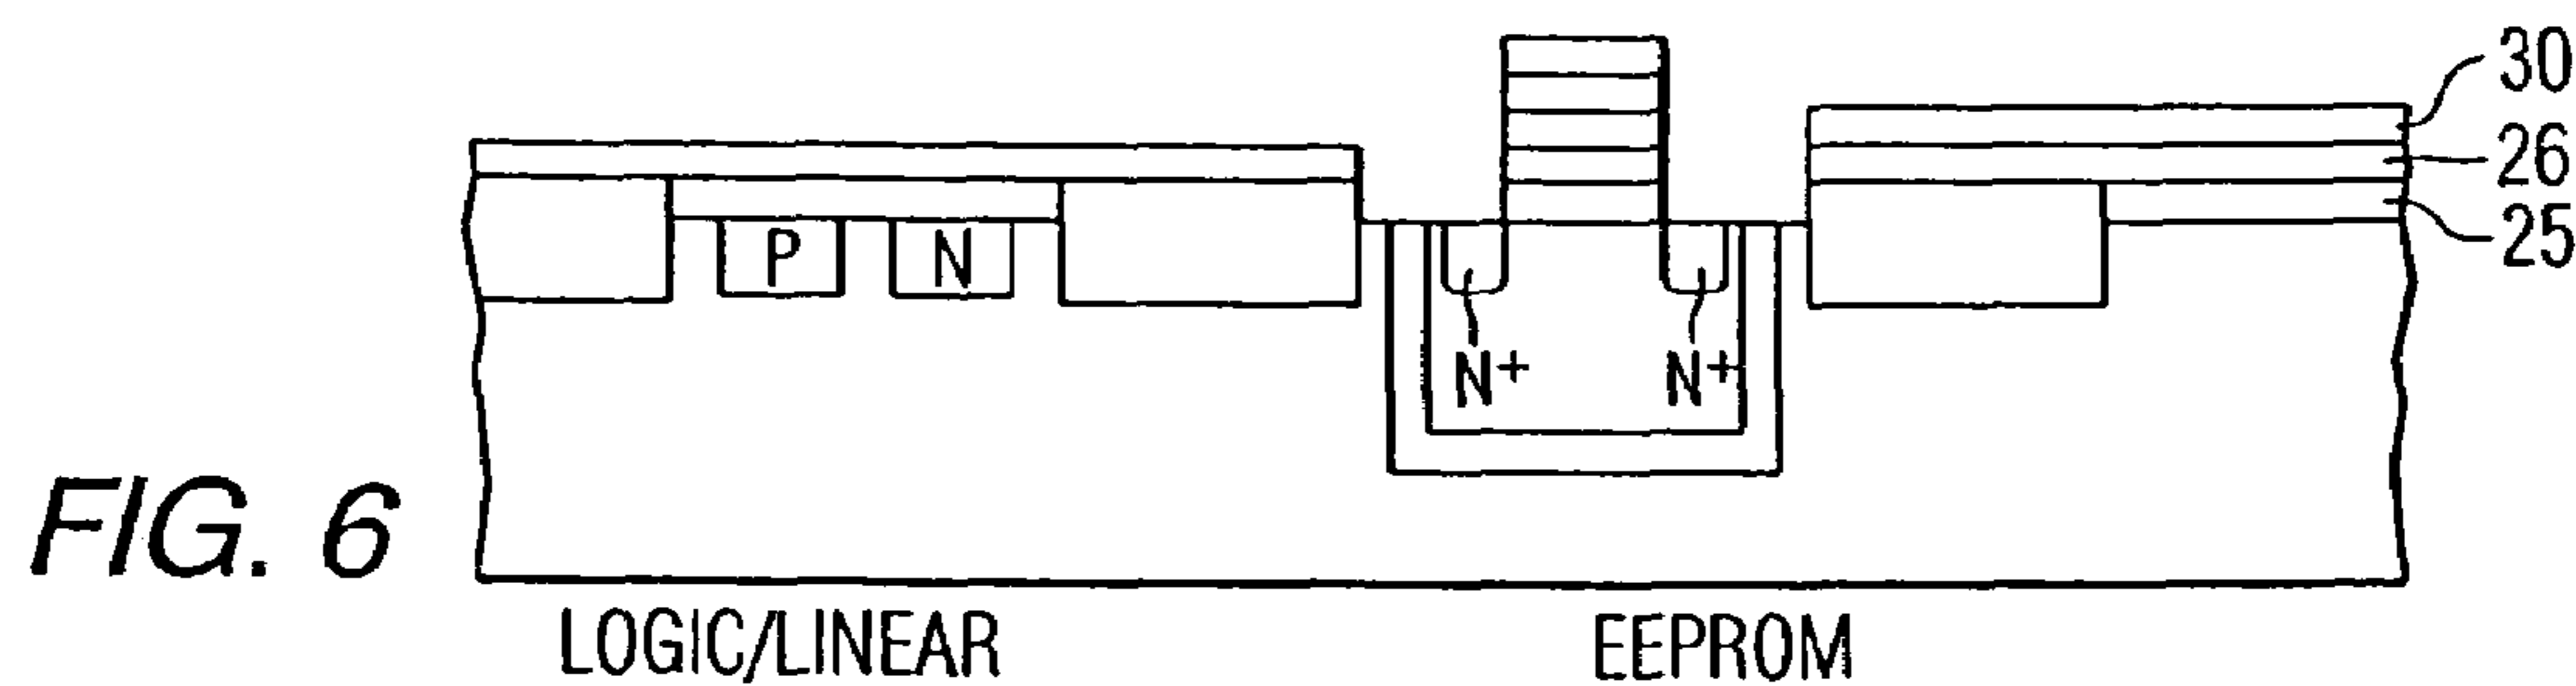 30
26
25
P N
N+ N+
FIG. 6
LOGIC/LINEAR EEPROM